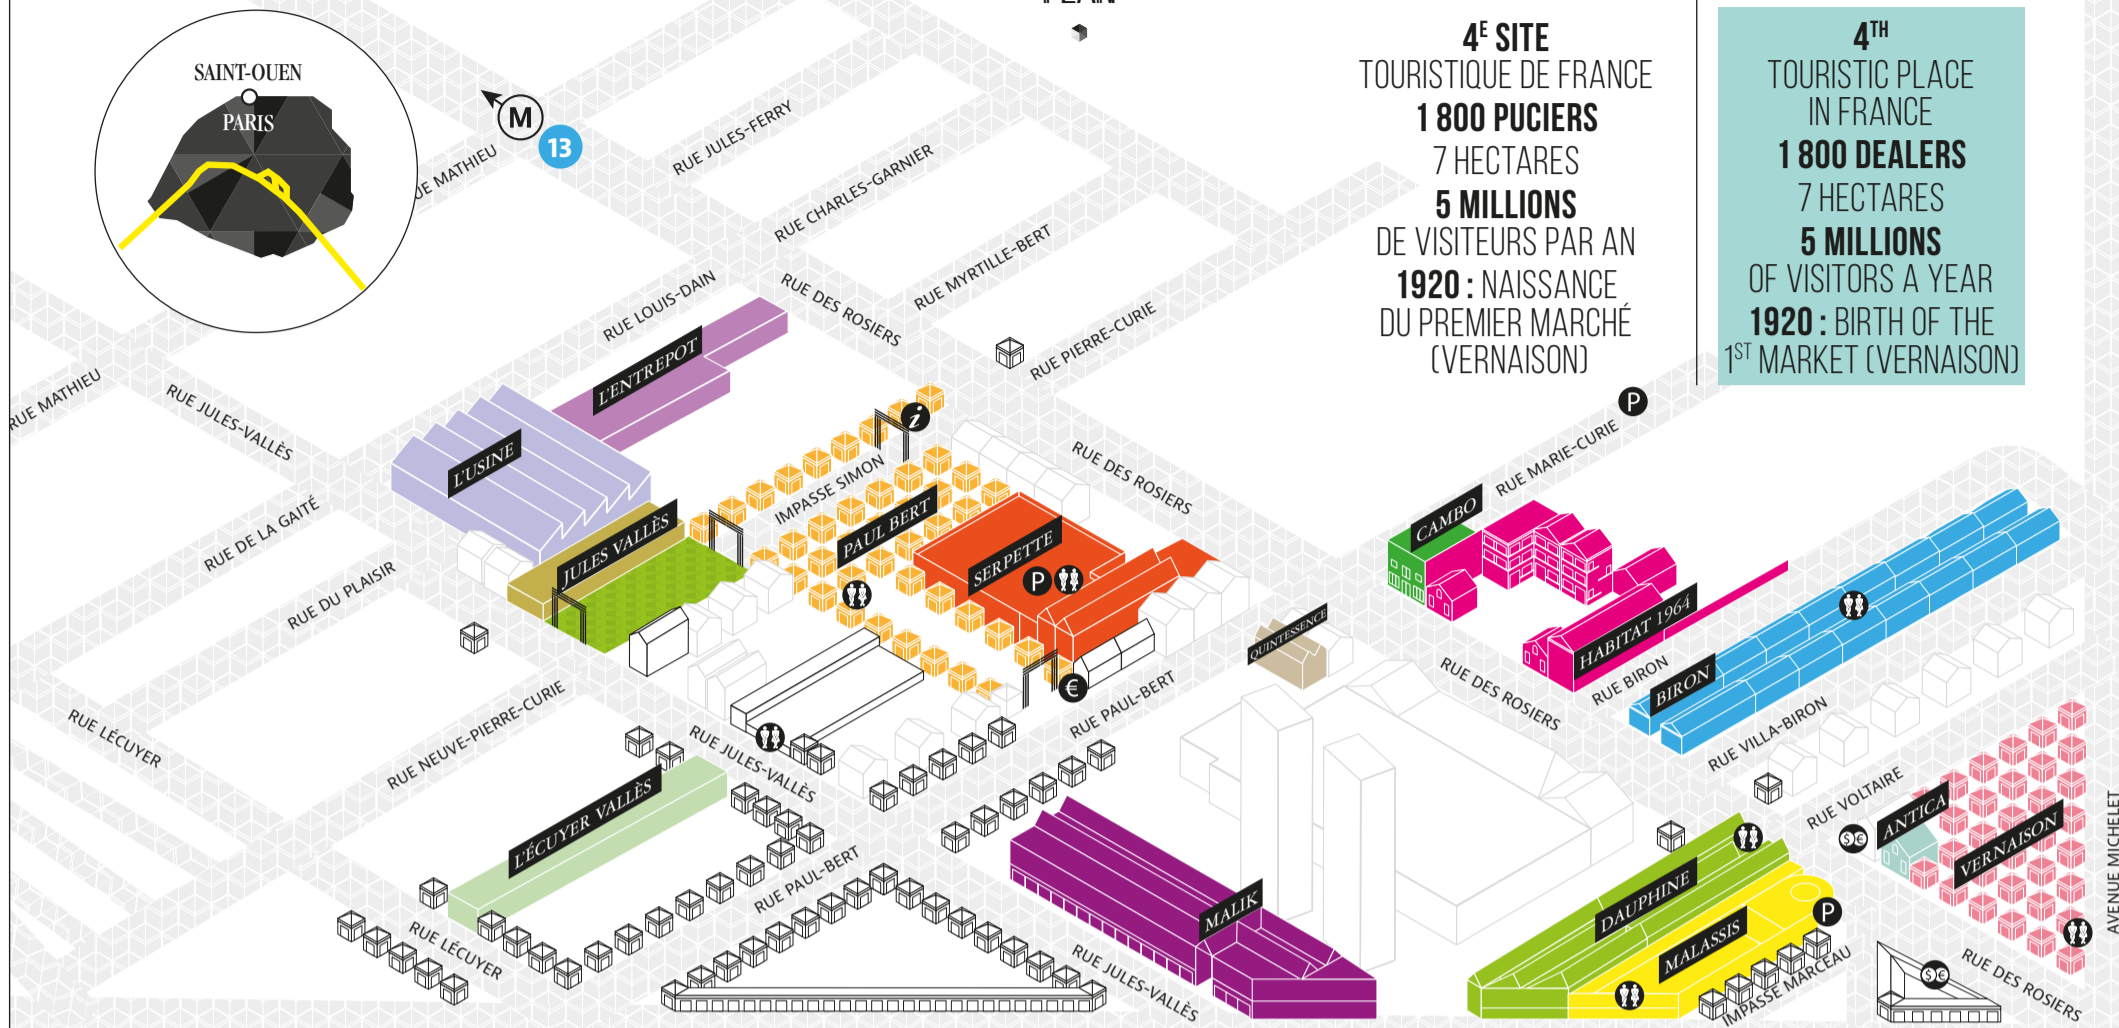 PLAN
SAINT-OUEN
PARIS
M
13
4E SITE
TOURISTIQUE DE FRANCE
1 800 PUCIERS
7 HECTARES
5 MILLIONS
DE VISITEURS PAR AN
1920 : NAISSANCE
DU PREMIER MARCHÉ
(VERNAISON)
4TH
TOURISTIC PLACE
IN FRANCE
1 800 DEALERS
7 HECTARES
5 MILLIONS
OF VISITORS A YEAR
1920 : BIRTH OF THE
1ST MARKET (VERNAISON)
RUE MATHIEU
RUE JULES-FERRY
RUE CHARLES-GARNIER
RUE MYRTILLE-BERT
RUE LOUIS-DAIN
RUE DES ROSIERS
RUE PIERRE-CURIE
L'ENTREPOT
RUE MATHIEU
RUE JULES-VALLÈS
L'USINE
i
IMPASSE SIMON
RUE DES ROSIERS
P
RUE MARIE-CURIE
CAMBO
RUE DE LA GAITÉ
JULES VALLÈS
PAUL BERT
SERPETTE
P
RUE DU PLAISIR
QUINTESSENCE
HABITAT 1964
RUE BIRON
BIRON
RUE DES ROSIERS
RUE VILLA-BIRON
€
RUE PAUL-BERT
RUE LÉCUYER
RUE NEUVE-PIERRE-CURIE
RUE JULES-VALLÈS
L'ÉCUYER VALLÈS
RUE VOLTAIRE
$€
ANTICA
VERNAISON
AVENUE MICHELET
RUE PAUL-BERT
MALIK
DAUPHINE
MALASSIS
P
RUE LÉCUYER
RUE JULES-VALLÈS
IMPASSE MARCEAU
$€
RUE DES ROSIERS